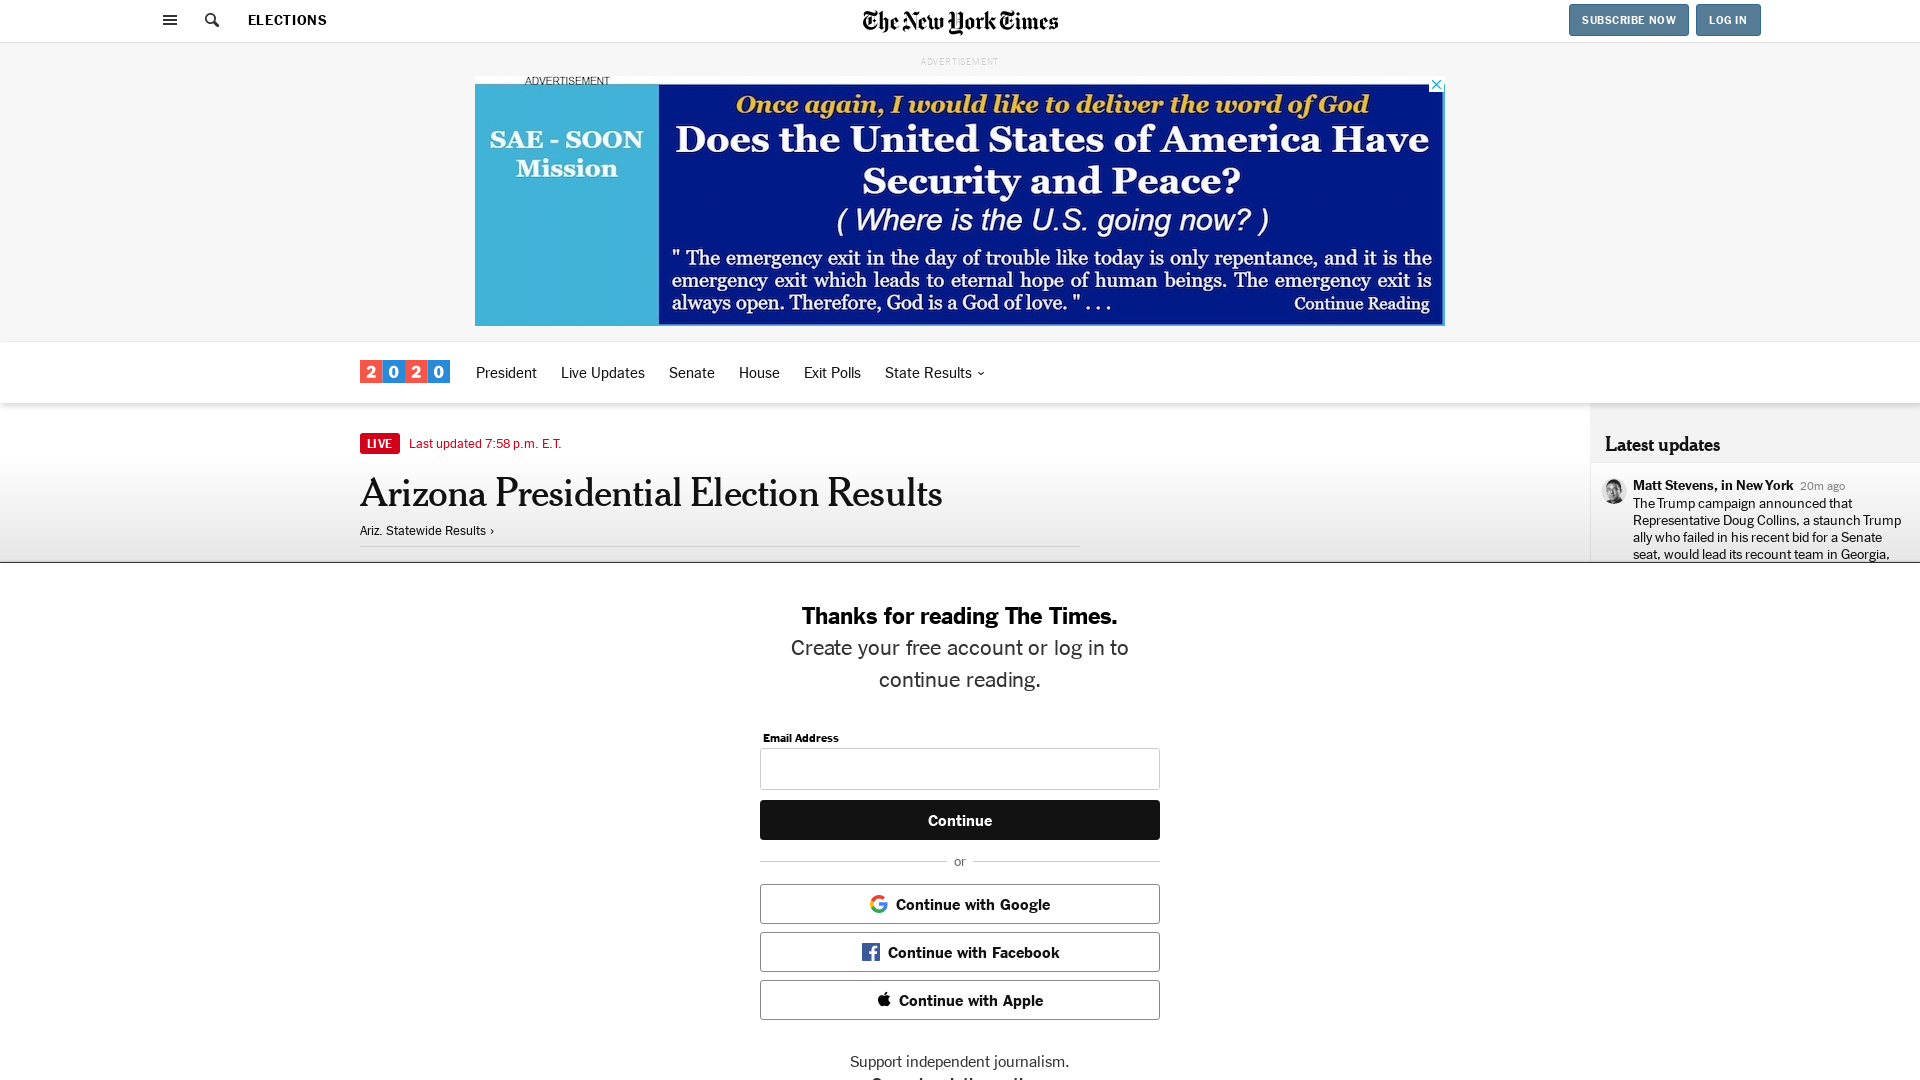 ELECTIONS
The New York Times
SUBSCRIBE NOW
LOG IN
ADVERTISEMENT
ADVERTISEMENT
SAE - SOON
Mission
Once again, I would like to deliver the word of God
Does the United States of America Have
Security and Peace?
( Where is the U.S. going now? )
" The emergency exit in the day of trouble like today is only repentance, and it is the
emergency exit which leads to eternal hope of human beings. The emergency exit is
always open. Therefore, God is a God of love. " . . .
Continue Reading
2020
President
Live Updates
Senate
House
Exit Polls
State Results
LIVE
Last updated 7:58 p.m. E.T.
Arizona Presidential Election Results
Ariz. Statewide Results ›
Latest updates
Matt Stevens, in New York 20m ago
The Trump campaign announced that
Representative Doug Collins, a staunch Trump
ally who failed in his recent bid for a Senate
seat, would lead its recount team in Georgia,
Thanks for reading The Times.
Create your free account or log in to
continue reading.
Email Address
Continue
or
Continue with Google
Continue with Facebook
Continue with Apple
Support independent journalism.